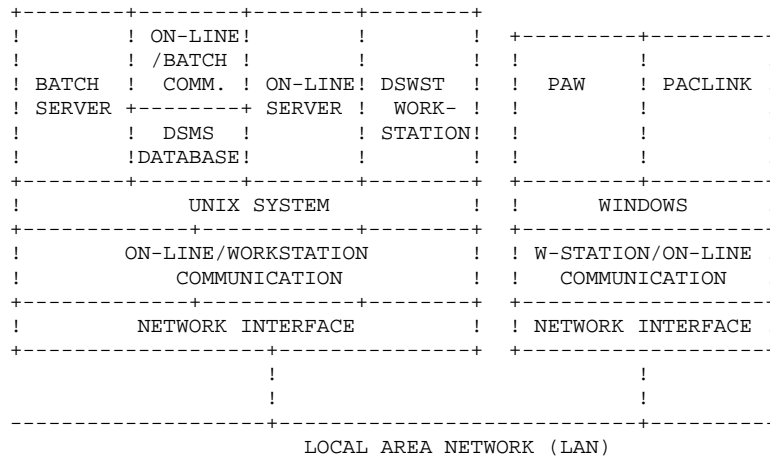 +--------+--------+--------+--------+
!        ! ON-LINE!        !        !  +---------+----------
!        ! /BATCH !        !        !  !         !
! BATCH  !  COMM. ! ON-LINE! DSWST  !  !  PAW    ! PACLINK
! SERVER +--------+ SERVER !  WORK- !  !         !
!        !  DSMS  !        ! STATION!  !         !
!        !DATABASE!        !        !  !         !
+--------+--------+--------+--------+  +---------+----------
!            UNIX SYSTEM            !  !      WINDOWS
+-------------+------------+--------+  +--------------------
!        ON-LINE/WORKSTATION        !  ! W-STATION/ON-LINE
!            COMMUNICATION          !  !   COMMUNICATION
+-------------+------------+--------+  +--------------------
!         NETWORK INTERFACE         !  ! NETWORK INTERFACE
+-------------------+---------------+  +--------------------
                    !                            !
                    !                            !
--------------------+----------------------------+----------
                       LOCAL AREA NETWORK (LAN)